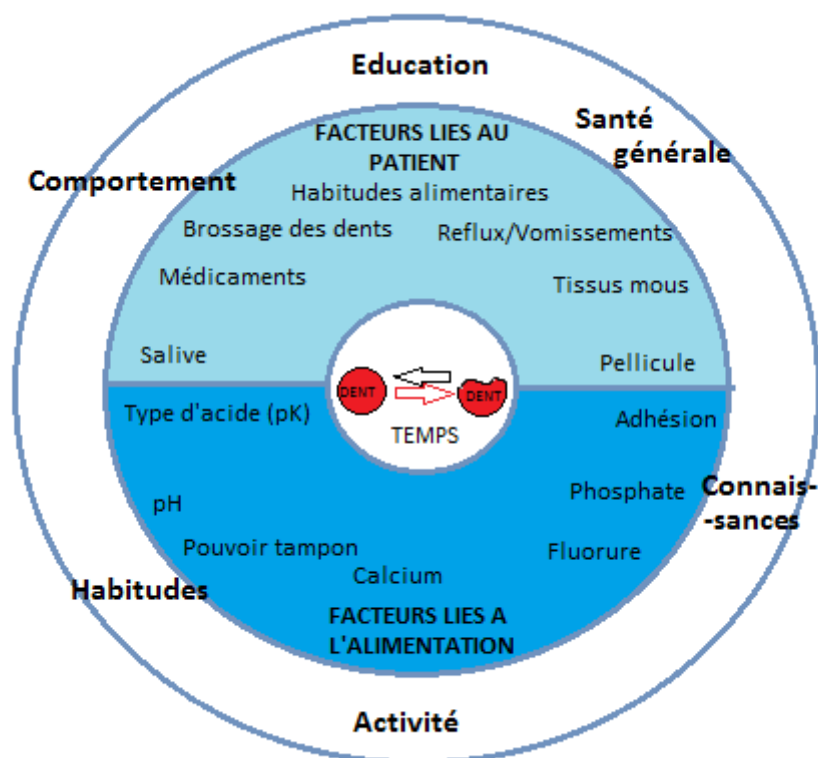 Education
Santé
générale
Comportement
FACTEURS LIES AU
PATIENT
Habitudes alimentaires
Brossage des dents
Reflux/Vomissements
Médicaments
Tissus mous
Salive
Pellicule
DENT
DENT
TEMPS
Type d'acide (pK)
Adhésion
pH
Phosphate
Connais-
-sances
Pouvoir tampon
Fluorure
Calcium
Habitudes
FACTEURS LIES A
L'ALIMENTATION
Activité